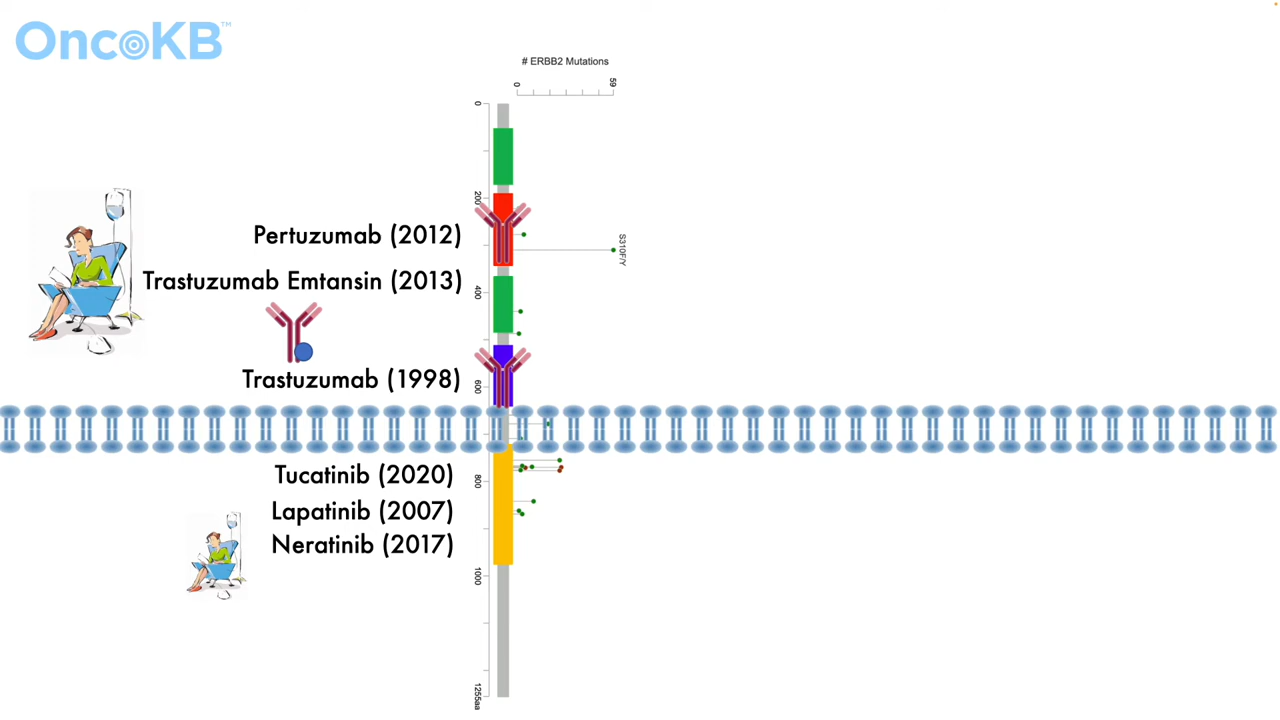 OncoKB™
# ERBB2 Mutations
0
59
0
200
S310F/Y
Pertuzumab (2012)
Trastuzumab Emtansin (2013)
400
Trastuzumab (1998)
600
Tucatinib (2020)
800
Lapatinib (2007)
Neratinib (2017)
1000
1255aa